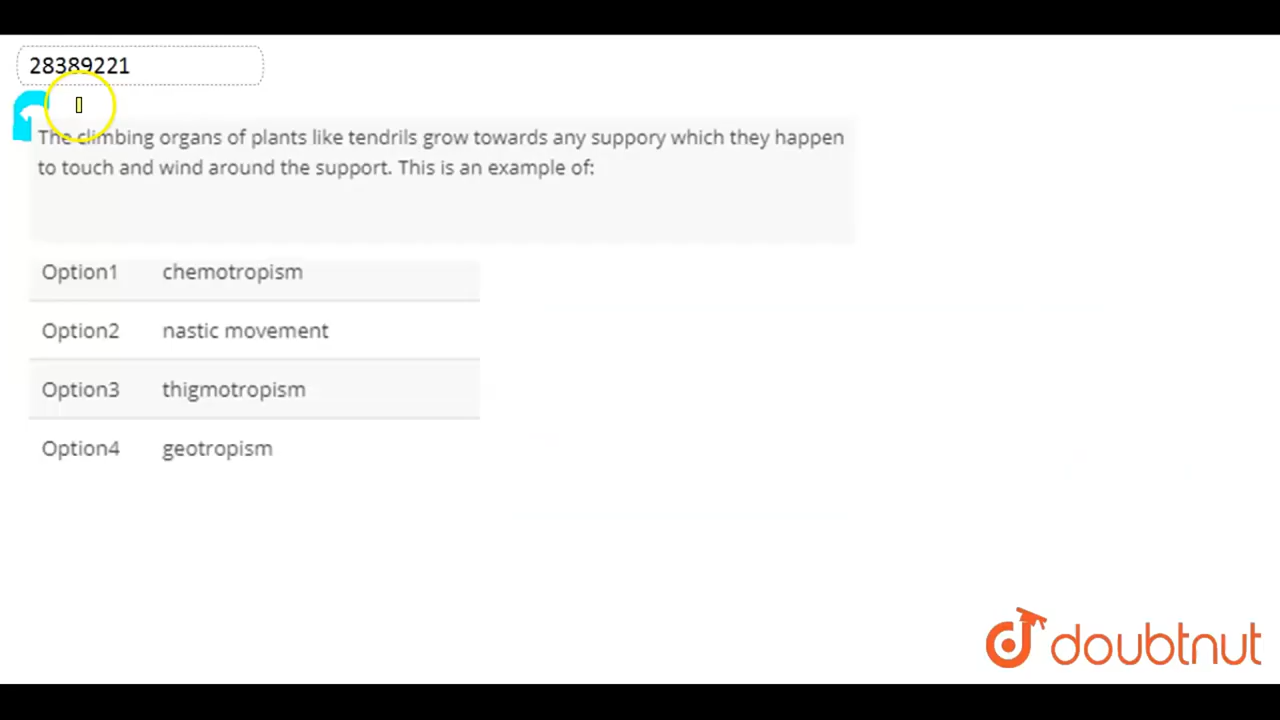 28389221
The climbing organs of plants like tendrils grow towards any suppory which they happen
to touch and wind around the support. This is an example of:
Option1 chemotropism
Option2 nastic movement
Option3 thigmotropism
Option4 geotropism
doubtnut